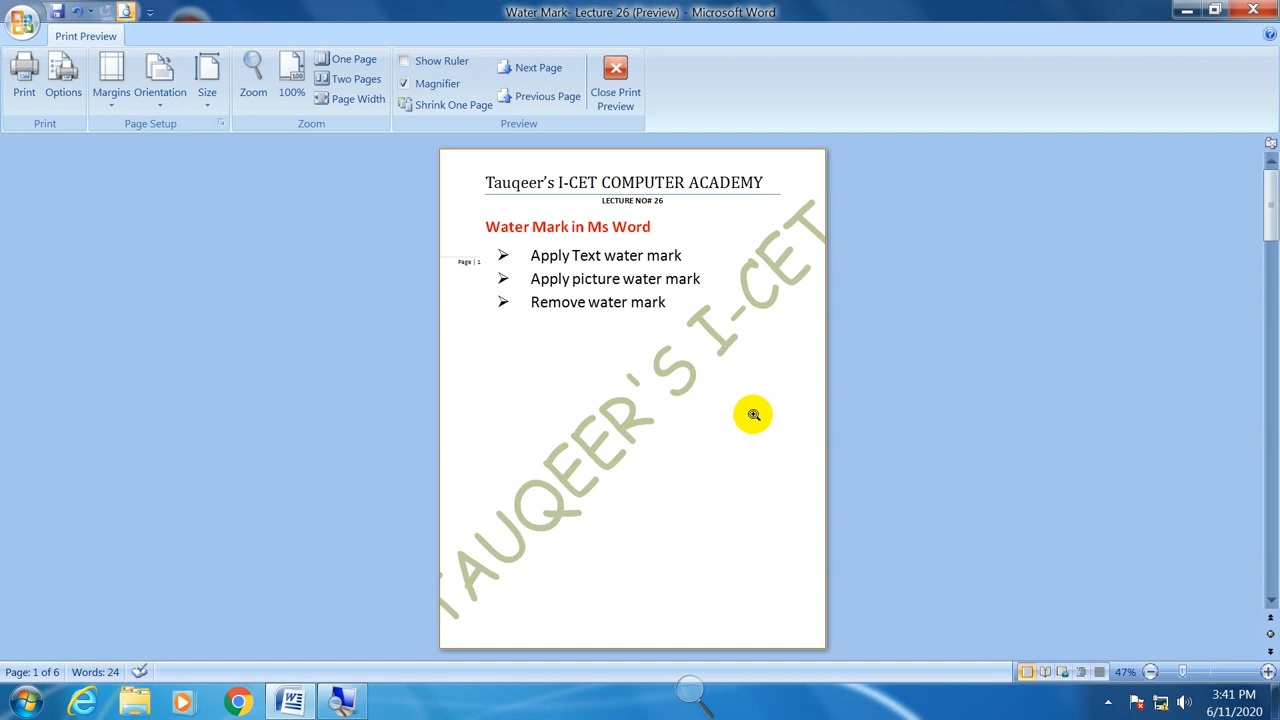 Water Mark- Lecture 26 (Preview) - Microsoft Word
Print Preview
Print
Options
Margins
Orientation
Size
Zoom
100%
One Page
Two Pages
Page Width
Show Ruler
Magnifier
Shrink One Page
Next Page
Previous Page
Close Print
Preview
Print
Page Setup
Zoom
Preview
Tauqeer's I-CET COMPUTER ACADEMY
LECTURE NO# 26
Water Mark in Ms Word
Apply Text water mark
Page | 1
Apply picture water mark
Remove water mark
TAUQEER'S I-CET
Page: 1 of 6
Words: 24
47%
3:41 PM
6/11/2020